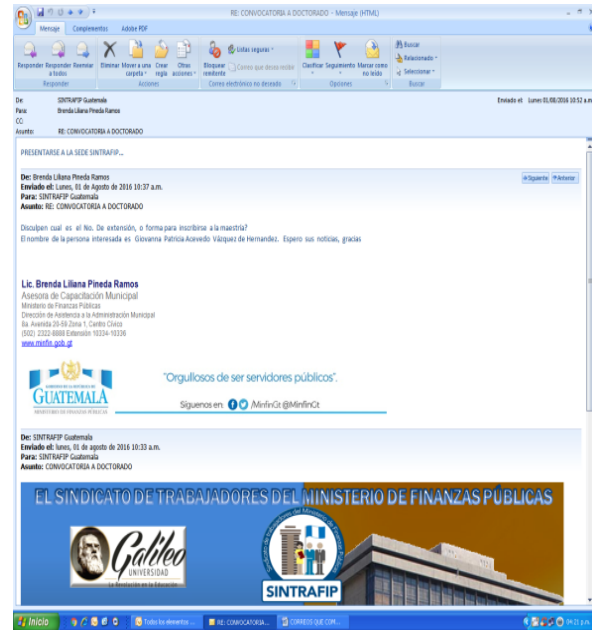 RE: CONVOCATORIA A DOCTORADO - Mensaje (HTML)
Mensaje Complementos Adobe PDF
Responder Responder a todos Reenviar Eliminar Mover a una carpeta Crear regla Otras acciones Bloquear remitente Listas seguras Correo que desea recibir Clasificar Seguimiento Marcar como no leído Buscar Relacionado Seleccionar
Responder Acciones Correo electrónico no deseado Opciones Buscar
De: SINTRAFIP Guatemala Enviado el: Lunes 01/08/2016 10:52 a.m
Para: Brenda Liliana Pineda Ramos
CC:
Asunto: RE: CONVOCATORIA A DOCTORADO
PRESENTARSE A LA SEDE SINTRAFIP...
De: Brenda Liliana Pineda Ramos
Siguiente Anterior
Enviado el: Lunes, 01 de Agosto de 2016 10:37 a.m.
Para: SINTRAFIP Guatemala
Asunto: RE: CONVOCATORIA A DOCTORADO
Disculpen cual es el No. De extensión, o forma para inscribirse a la maestría?
El nombre de la persona interesada es Giovanna Patricia Acevedo Vázquez de Hernandez. Espero sus noticias, gracias
Lic. Brenda Liliana Pineda Ramos
Asesora de Capacitación Municipal
Ministerio de Finanzas Públicas
Dirección de Asistencia a la Administración Municipal
8a. Avenida 20-59 Zona 1, Centro Cívico
(502) 2322-8888 Extensión 10334-10336
www.minfin.gob.gt
GOBIERNO DE LA REPÚBLICA DE
GUATEMALA
MINISTERIO DE FINANZAS PÚBLICAS
"Orgullosos de ser servidores públicos".
Síguenos en: /MinfinGt @MinfinGt
De: SINTRAFIP Guatemala
Enviado el: lunes, 01 de agosto de 2016 10:33 a.m.
Para: SINTRAFIP Guatemala
Asunto: CONVOCATORIA A DOCTORADO
EL SINDICATO DE TRABAJADORES DEL MINISTERIO DE FINANZAS PÚBLICAS
Galileo
UNIVERSIDAD
La Revolución en la Educación
SINTRAFIP
Inicio Todos los elementos ... RE: CONVOCATORIA... CORREOS QUE COM... 04:21 p.m.